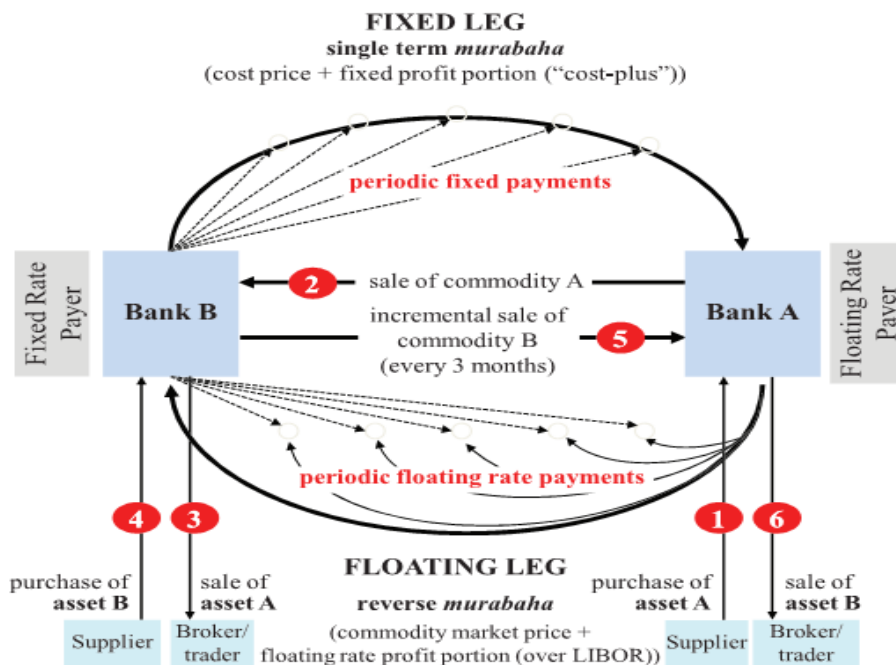 FIXED LEG
single term murabaha
(cost price + fixed profit portion (“cost-plus”))
periodic fixed payments
Fixed Rate
Payer
Bank B
2
sale of commodity A
incremental sale of
commodity B
(every 3 months)
5
Bank A
Floating Rate
Payer
periodic floating rate payments
4
3
1
6
purchase of
asset B
sale of
asset A
FLOATING LEG
reverse murabaha
(commodity market price +
floating rate profit portion (over LIBOR))
purchase of
asset A
sale of
asset B
Supplier
Broker/
trader
Supplier
Broker/
trader